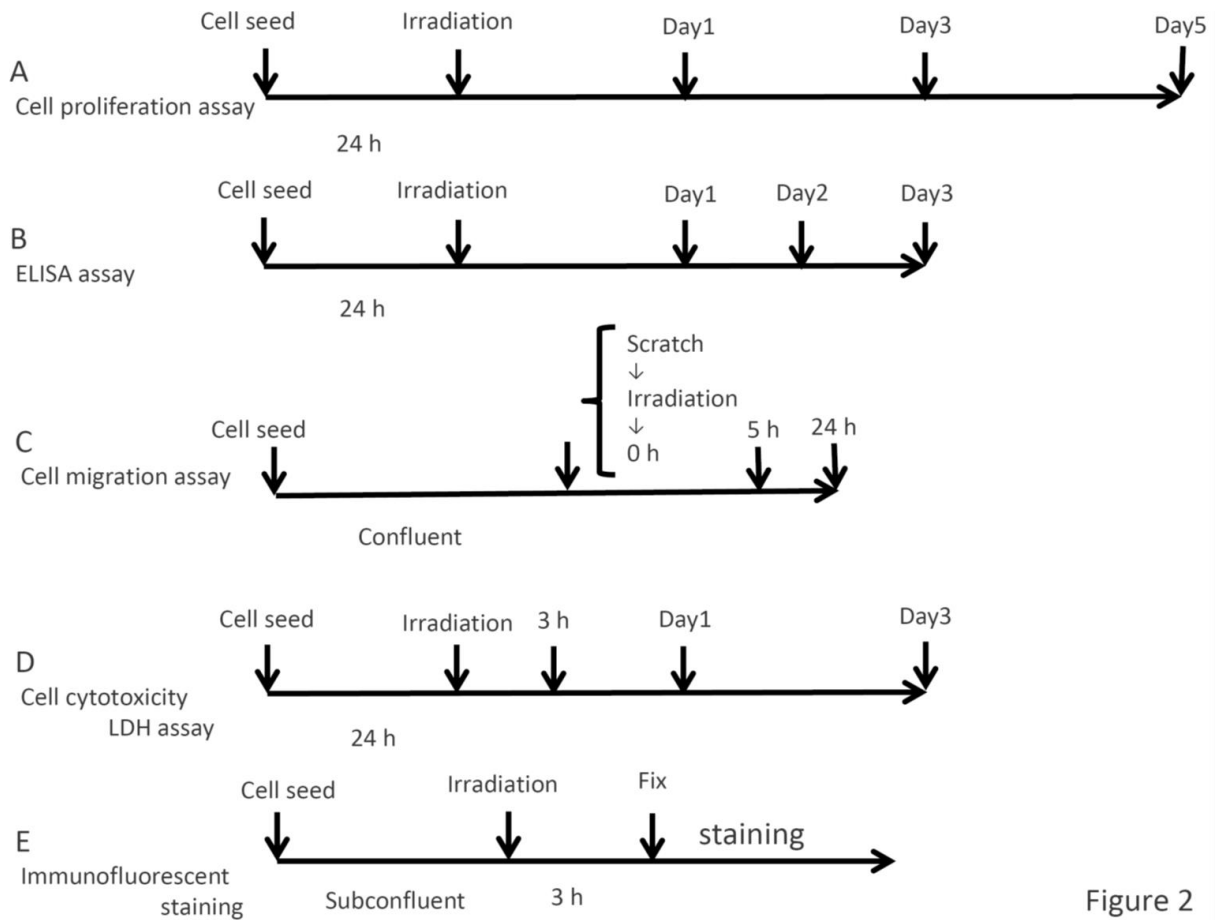 Cell seed Irradiation Day1 Day3 Day5
A
Cell proliferation assay
24 h
Cell seed Irradiation Day1 Day2 Day3
B
ELISA assay
24 h
Scratch
↓
Irradiation
↓
0 h
Cell seed 5 h 24 h
C
Cell migration assay
Confluent
Cell seed Irradiation 3 h Day1 Day3
D
Cell cytotoxicity
LDH assay
24 h
Cell seed Irradiation Fix
staining
E
Immunofluorescent
staining
Subconfluent 3 h
Figure 2